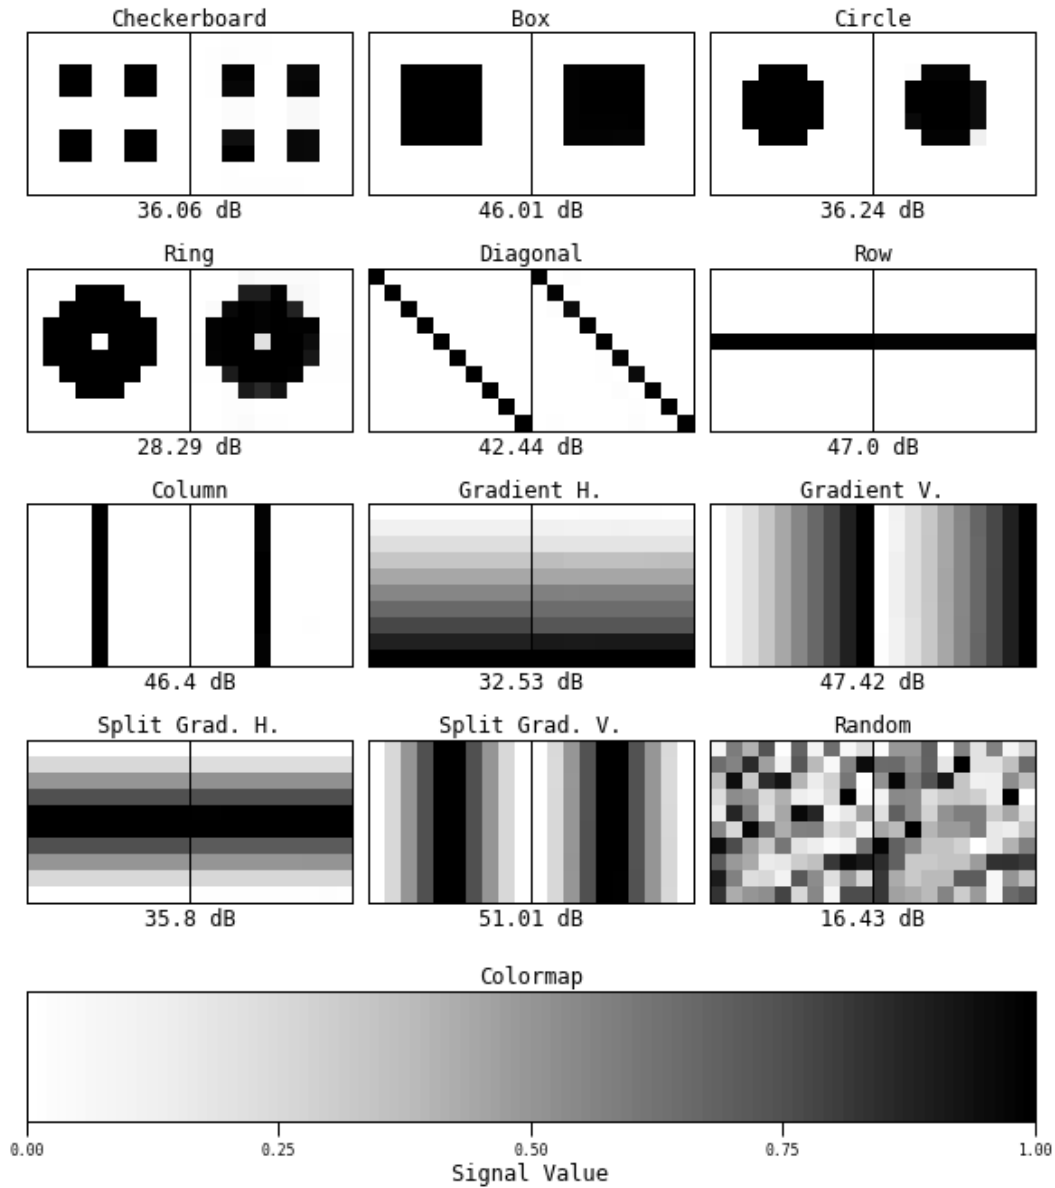 Checkerboard Box Circle
36.06 dB 46.01 dB 36.24 dB
Ring Diagonal Row
28.29 dB 42.44 dB 47.0 dB
Column Gradient H. Gradient V.
46.4 dB 32.53 dB 47.42 dB
Split Grad. H. Split Grad. V. Random
35.8 dB 51.01 dB 16.43 dB
Colormap
0.00 0.25 0.50 0.75 1.00
Signal Value